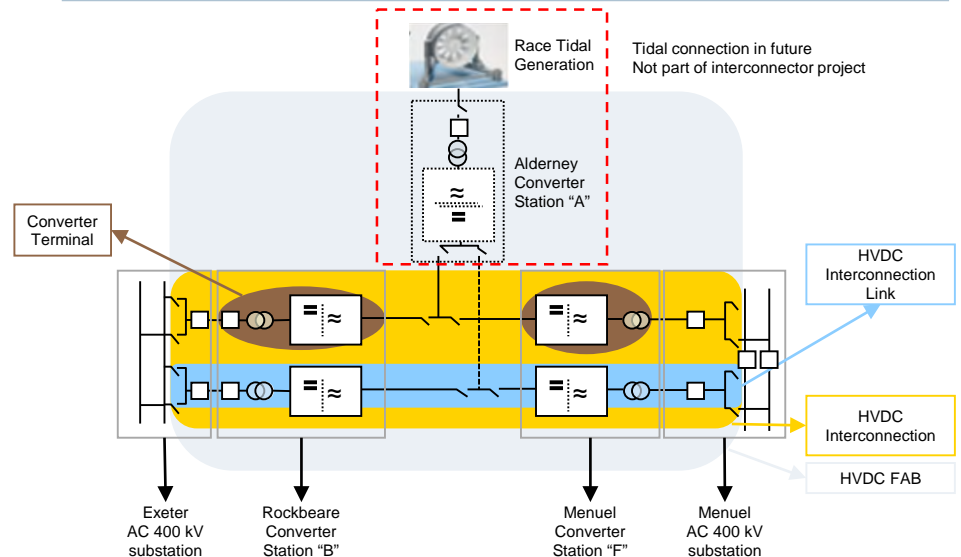 Race Tidal
Generation
Tidal connection in future
Not part of interconnector project
Alderney
Converter
Station “A”
≈
=
Converter
Terminal
HVDC
Interconnection
Link
= ≈
= ≈
= ≈
= ≈
HVDC
Interconnection
HVDC FAB
Exeter
AC 400 kV
substation
Rockbeare
Converter
Station “B”
Menuel
Converter
Station “F”
Menuel
AC 400 kV
substation